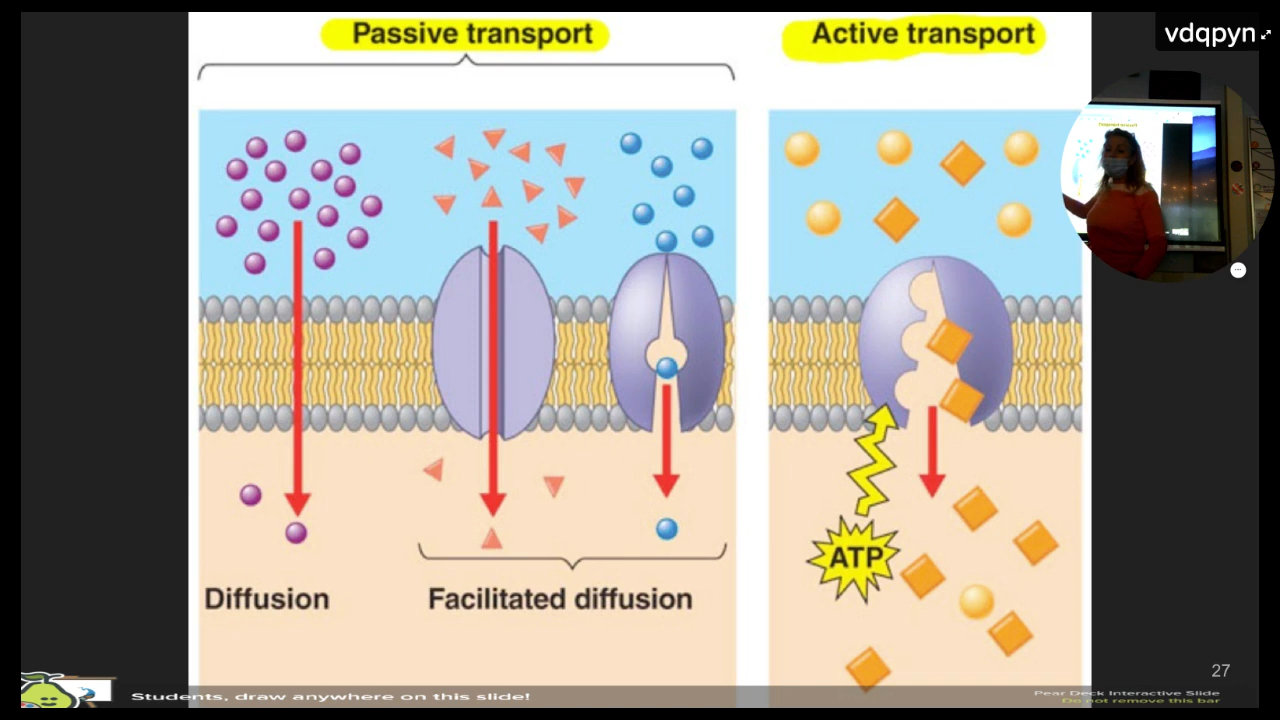 Passive transport
Active transport
vdqpyn
ATP
Diffusion
Facilitated diffusion
27
Students, draw anywhere on this slide!
Pear Deck Interactive Slide
Do not remove this bar